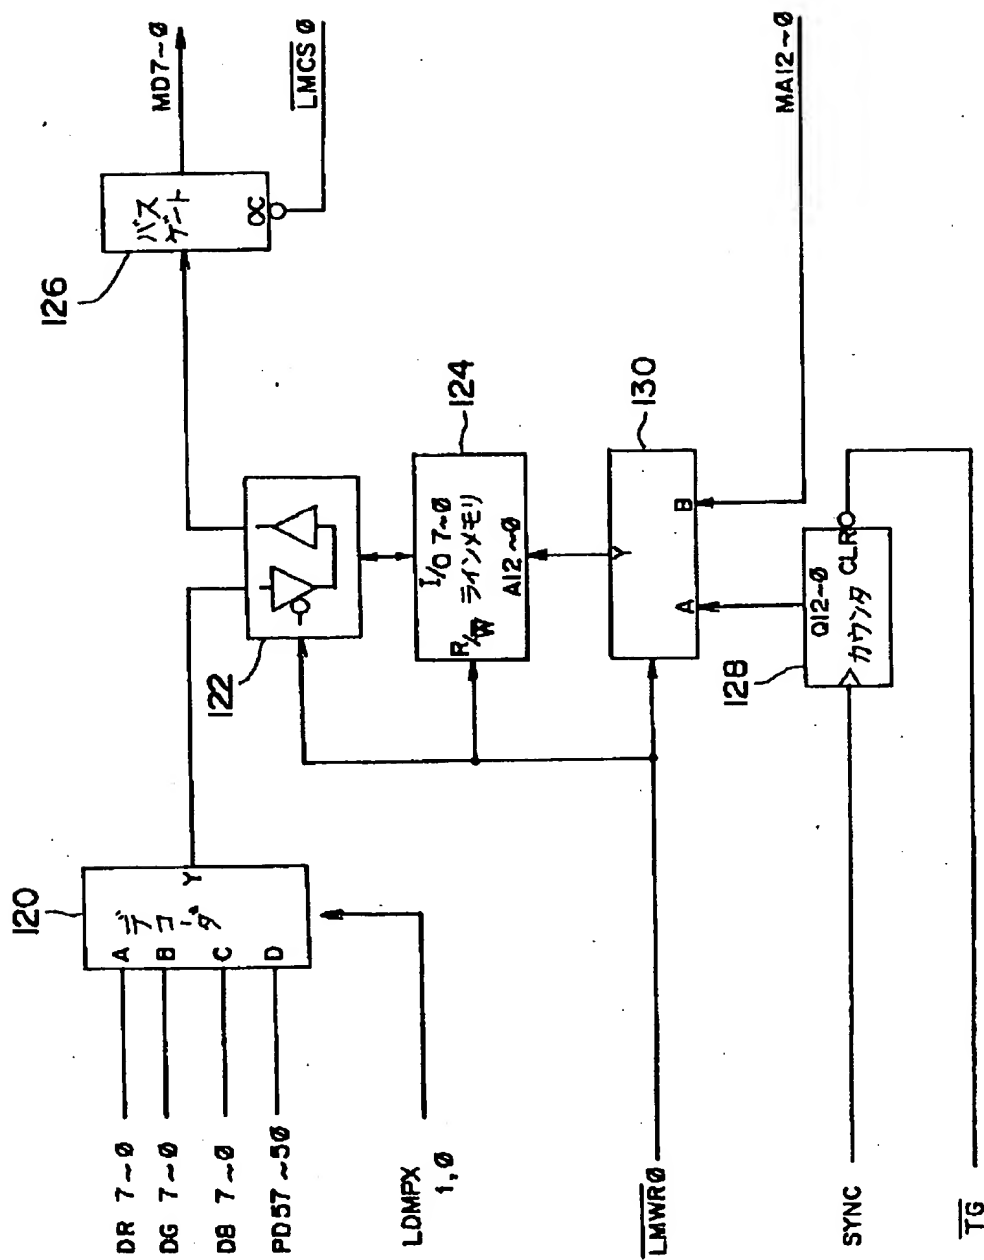 DR 7~0
DG 7~0
DB 7~0
PD57~50
LDMPX
1,0
LMWR0
SYNC
TG
120
A
B
C
D
デコーダ
Y
122
R/W
I/O 7~0
ラインメモリ
A12~0
124
Y
A
B
130
128
Q12~0
カウンタ
CLR
126
バス
ゲート
OC
MD7~0
LMCS0
MA12~0